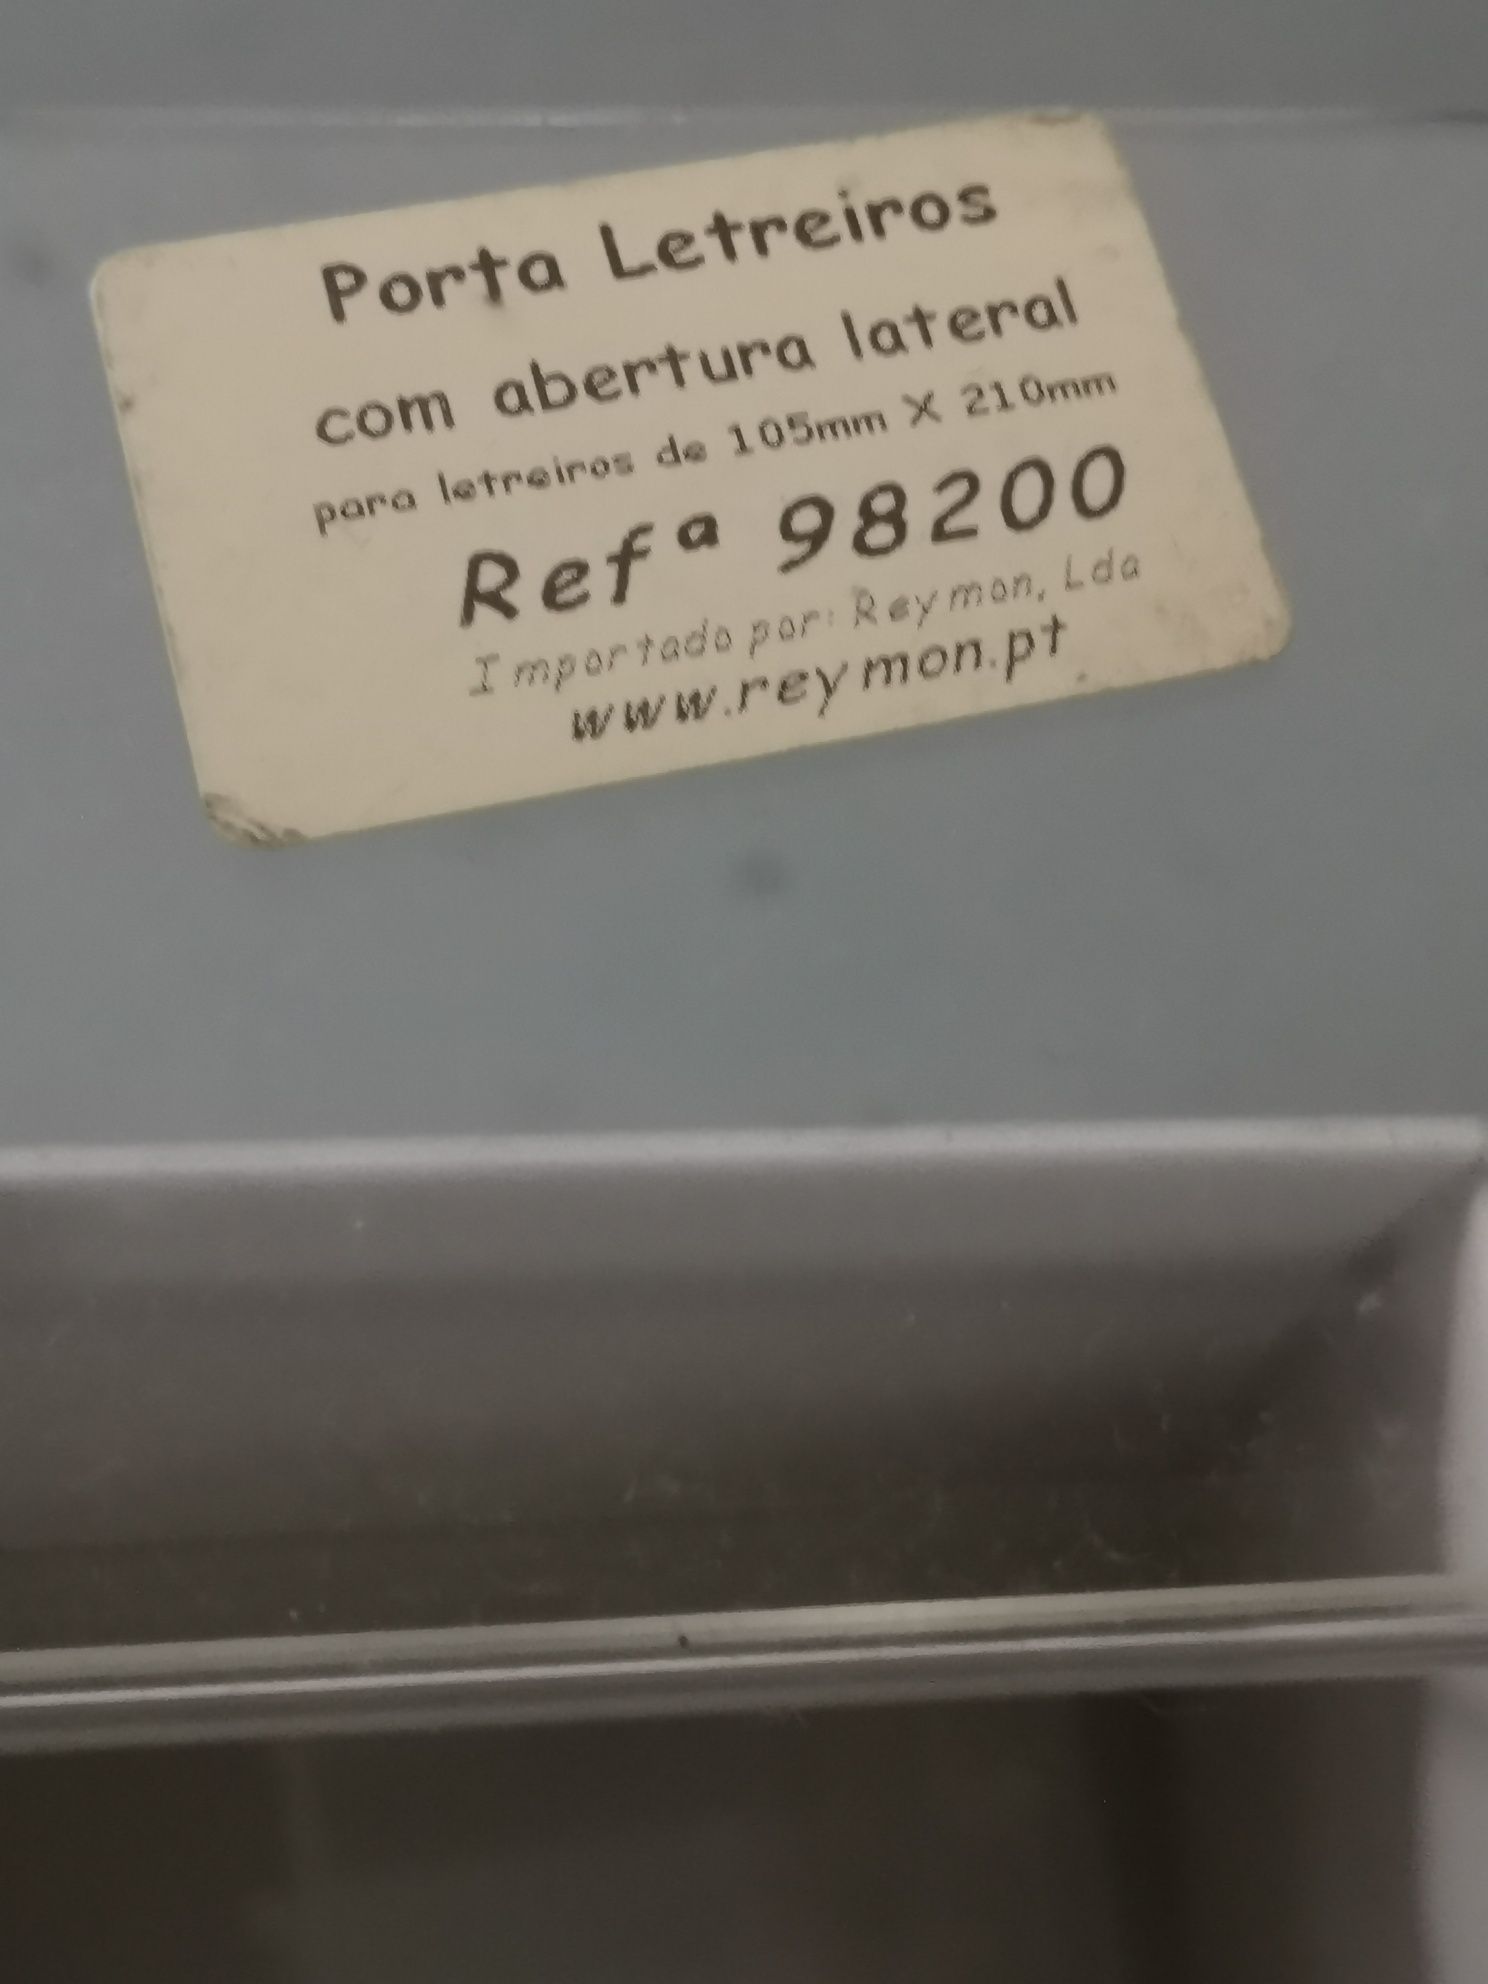 Porta Letreiros
com abertura lateral
para letreiros de 105mm X 210mm
Refª 98200
Importado por: Reymon, Lda
www.reymon.pt